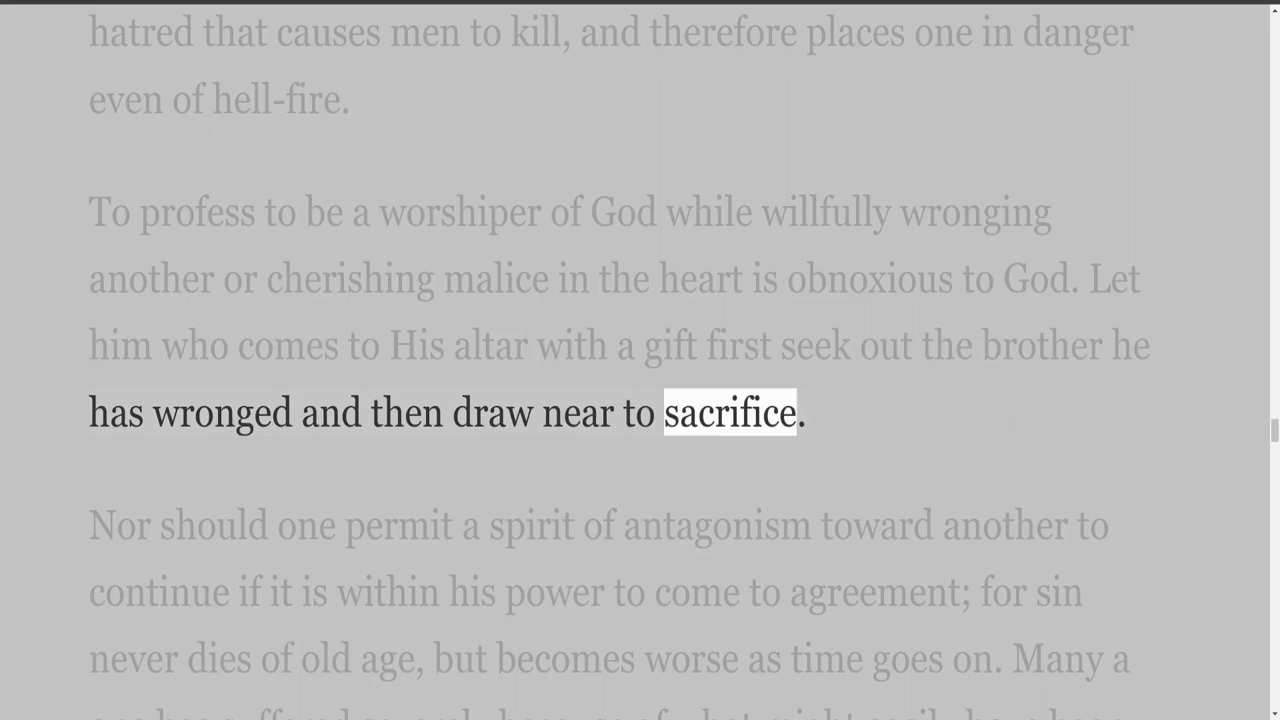 hatred that causes men to kill, and therefore places one in danger
even of hell-fire.
To profess to be a worshiper of God while willfully wronging
another or cherishing malice in the heart is obnoxious to God. Let
him who comes to His altar with a gift first seek out the brother he
has wronged and then draw near to sacrifice.
Nor should one permit a spirit of antagonism toward another to
continue if it is within his power to come to agreement; for sin
never dies of old age, but becomes worse as time goes on. Many a